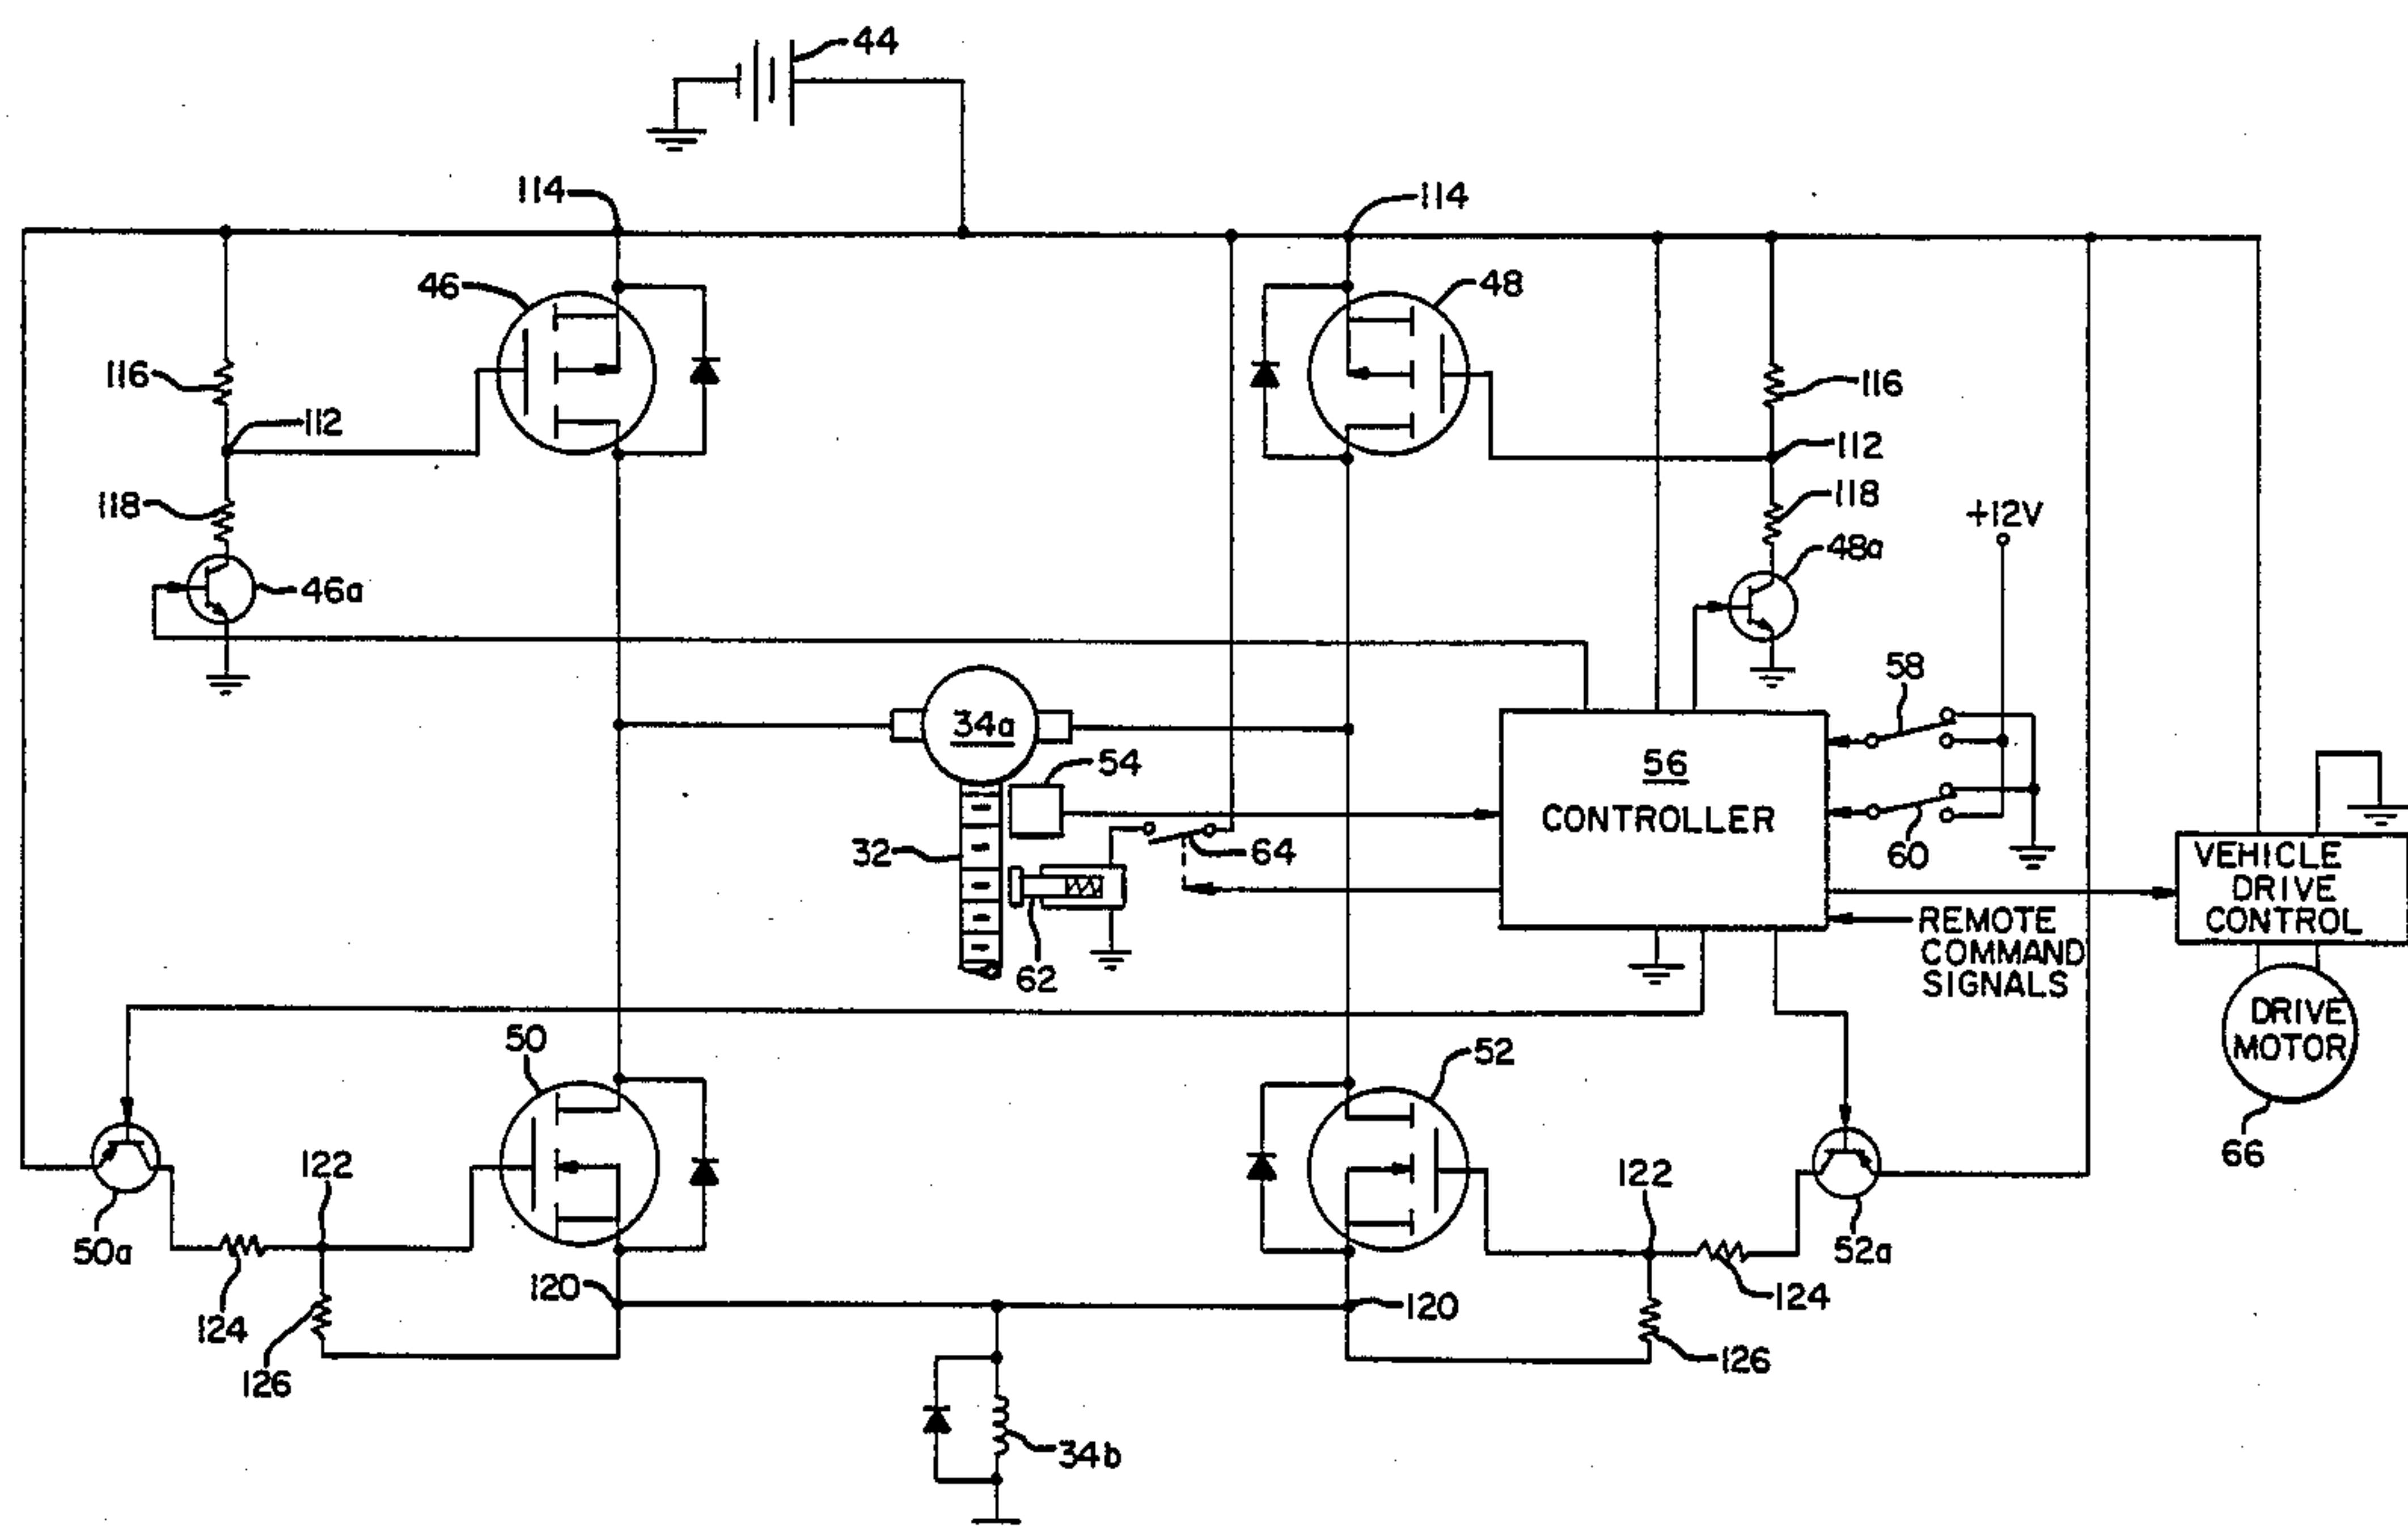 44
114
114
46
48
116
116
112
112
118
118
+12V
46a
48a
58
34a
54
56
CONTROLLER
32
64
60
VEHICLE
DRIVE
CONTROL
62
REMOTE
COMMAND
SIGNALS
DRIVE
MOTOR
50
52
66
122
122
50a
52a
120
120
124
124
126
126
34b